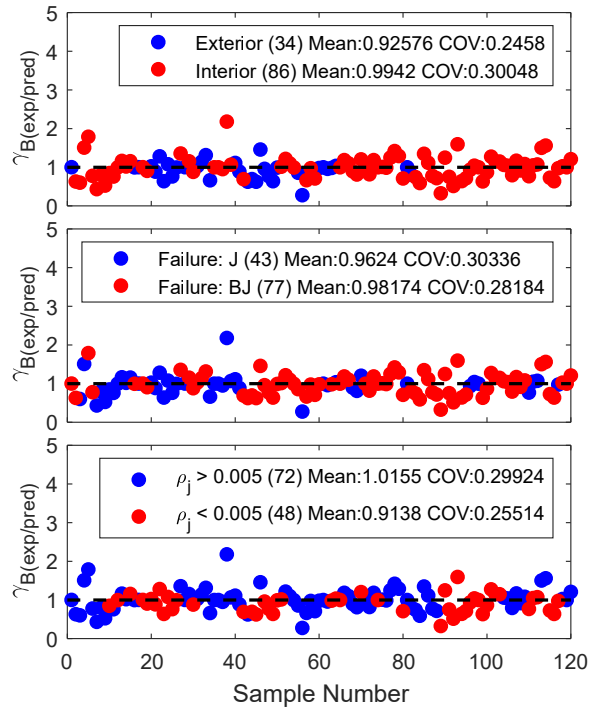 5
4
3
2
1
0
γB(exp/pred)
Exterior (34) Mean:0.92576 COV:0.2458
Interior (86) Mean:0.9942 COV:0.30048
5
4
3
2
1
0
γB(exp/pred)
Failure: J (43) Mean:0.9624 COV:0.30336
Failure: BJ (77) Mean:0.98174 COV:0.28184
5
4
3
2
1
0
γB(exp/pred)
ρj > 0.005 (72) Mean:1.0155 COV:0.29924
ρj < 0.005 (48) Mean:0.9138 COV:0.25514
0 20 40 60 80 100 120
Sample Number